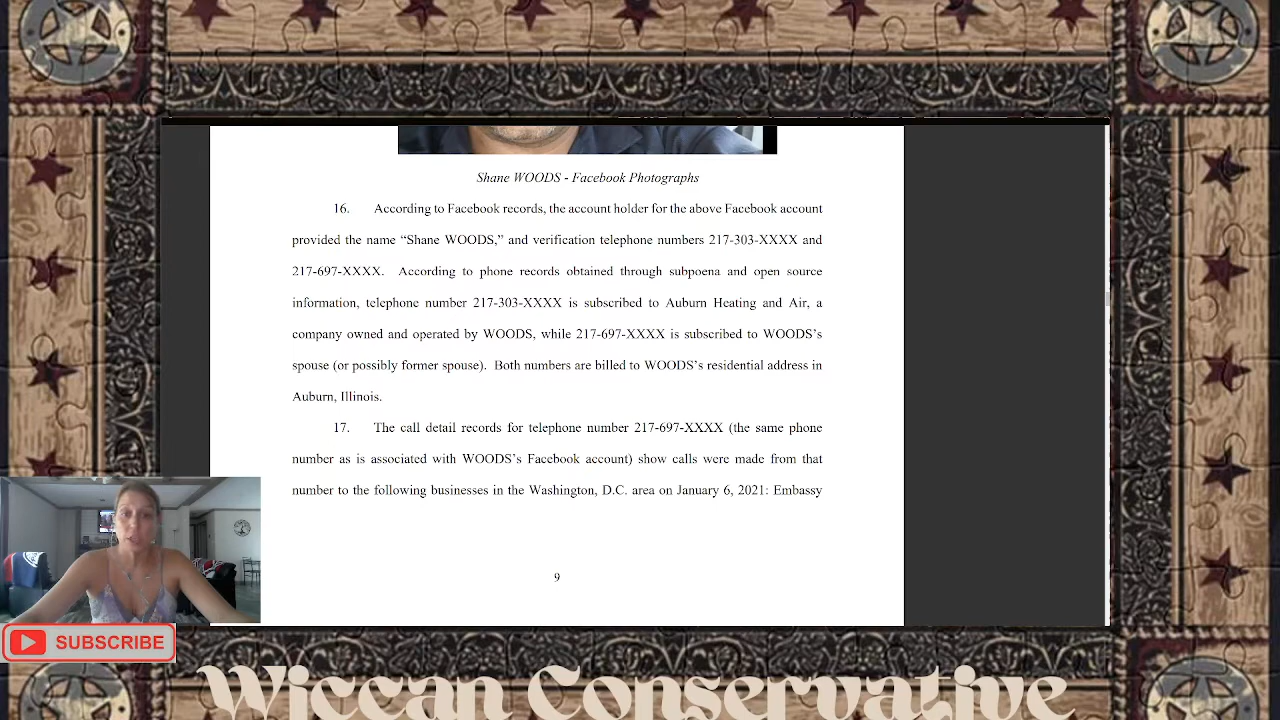 Shane WOODS - Facebook Photographs
16. According to Facebook records, the account holder for the above Facebook account
provided the name “Shane WOODS,” and verification telephone numbers 217-303-XXXX and
217-697-XXXX. According to phone records obtained through subpoena and open source
information, telephone number 217-303-XXXX is subscribed to Auburn Heating and Air, a
company owned and operated by WOODS, while 217-697-XXXX is subscribed to WOODS’s
spouse (or possibly former spouse). Both numbers are billed to WOODS’s residential address in
Auburn, Illinois.
17. The call detail records for telephone number 217-697-XXXX (the same phone
number as is associated with WOODS’s Facebook account) show calls were made from that
number to the following businesses in the Washington, D.C. area on January 6, 2021: Embassy
9
SUBSCRIBE
Wiccan Conservative